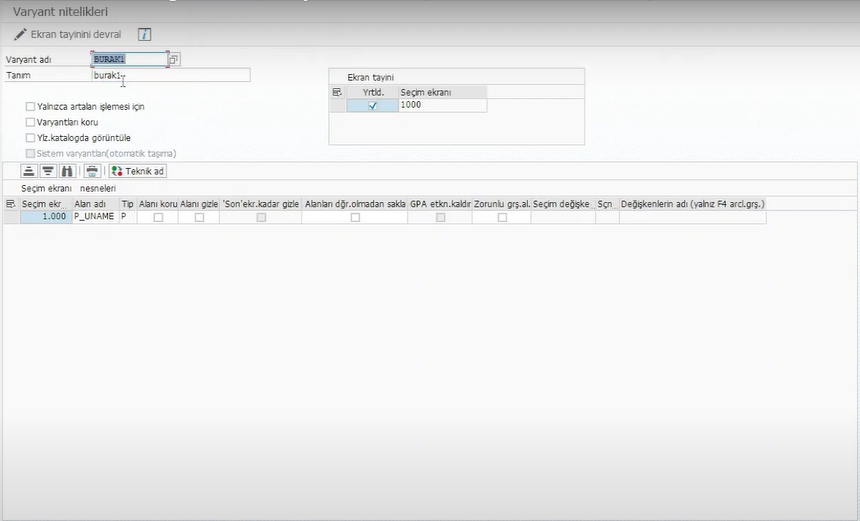 Varyant nitelikleri
Ekran tayinini devral
Varyant adı BURAK1
Tanım burak1
Ekran tayini
Yrtld. Seçim ekranı
1000
Yalnızca artalan işlemesi için
Varyantları koru
Ylz.katalogda görüntüle
Sistem varyantları(otomatik taşıma)
Teknik ad
Seçim ekranı nesneleri
Seçim ekr... Alan adı Tip Alanı koru Alanı gizle 'Son'ekr.kadar gizle Alanları dğr.olmadan sakla GPA etkn.kaldır Zorunlu grş.al. Seçim değişke Sçn Değişkenlerin adı (yalnız F4 arcl.grş.)
1.000 P_UNAME P